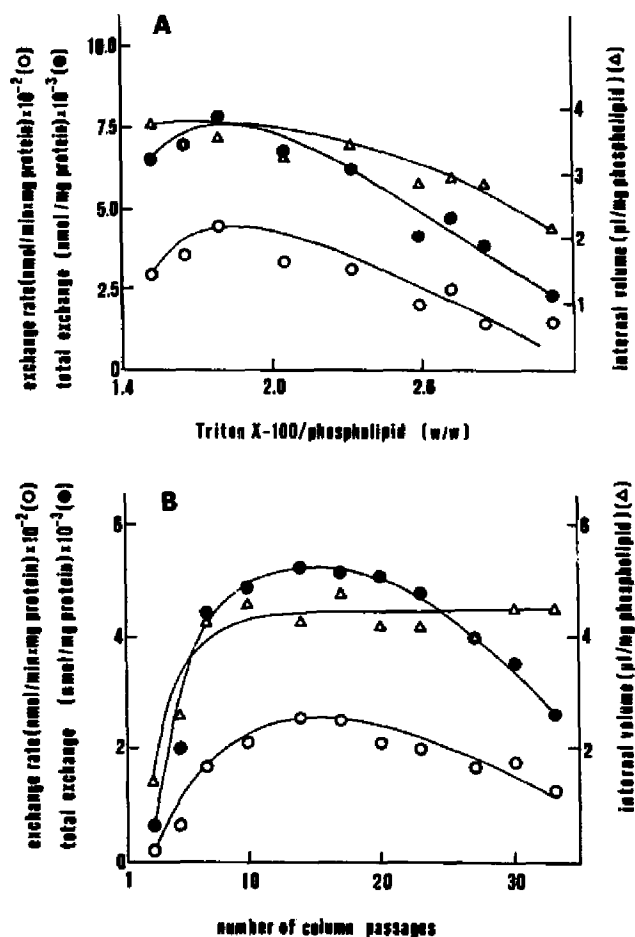 A
exchange rate (nmol/min×mg protein)×10⁻² (○)
total exchange (nmol/mg protein)×10⁻³ (●)
10.0
7.5
5.0
2.5
0
4
3
2
1
internal volume (µl/mg phospholipid) (△)
1.4
2.0
2.6
Triton X-100/phospholipid (w/w)
B
exchange rate (nmol/min×mg protein)×10⁻² (○)
total exchange (nmol/mg protein)×10⁻³ (●)
6
4
2
0
6
4
2
internal volume (µl/mg phospholipid) (△)
1
10
20
30
number of column passages